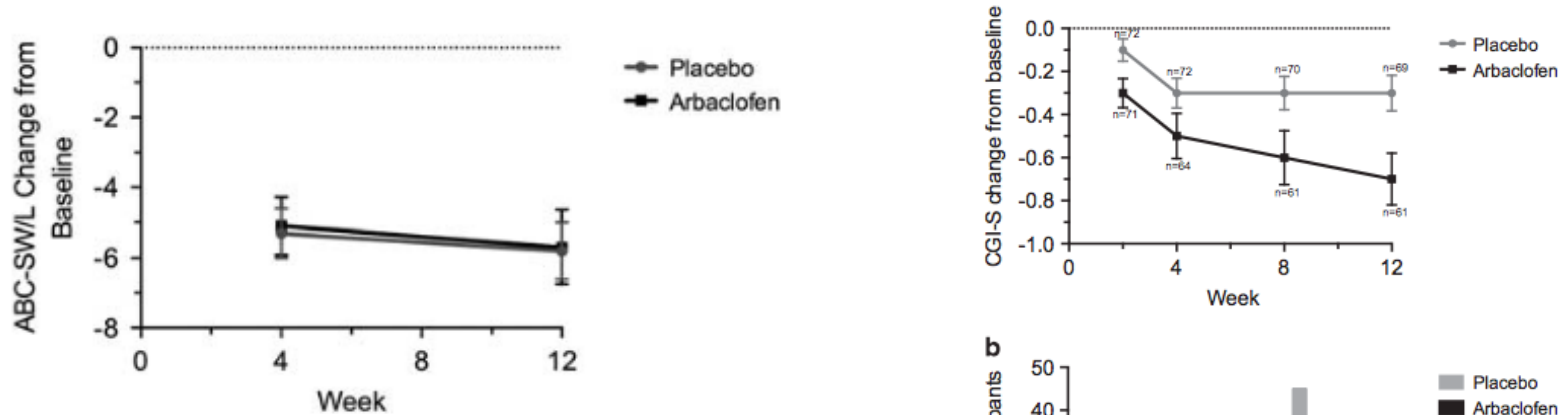 0
-2
-4
-6
-8
0 4 8 12
Week
ABC-SW/L Change from
Baseline
Placebo
Arbaclofen
0.0
-0.2
-0.4
-0.6
-0.8
-1.0
0 4 8 12
Week
CGI-S change from baseline
n=72
n=72
n=70
n=69
n=71
n=64
n=61
n=61
Placebo
Arbaclofen
b
50
40
Placebo
Arbaclofen